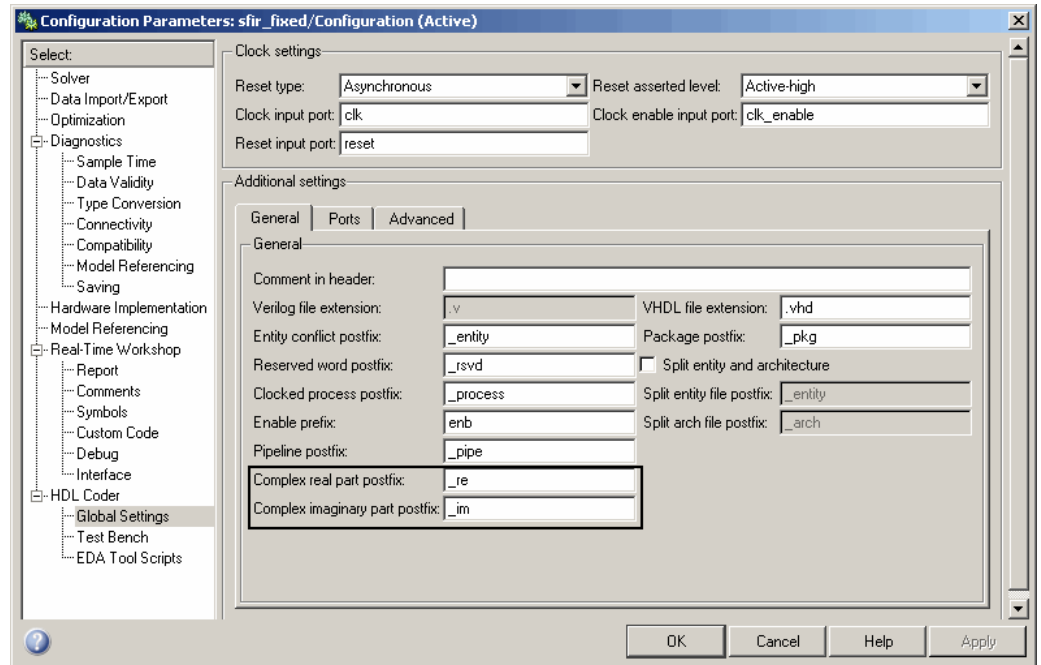 Configuration Parameters: sfir_fixed/Configuration (Active)
Select:
Solver
Data Import/Export
Optimization
Diagnostics
Sample Time
Data Validity
Type Conversion
Connectivity
Compatibility
Model Referencing
Saving
Hardware Implementation
Model Referencing
Real-Time Workshop
Report
Comments
Symbols
Custom Code
Debug
Interface
HDL Coder
Global Settings
Test Bench
EDA Tool Scripts
Clock settings
Reset type: Asynchronous Reset asserted level: Active-high
Clock input port: clk Clock enable input port: clk_enable
Reset input port: reset
Additional settings
General Ports Advanced
General
Comment in header:
Verilog file extension: .v VHDL file extension: .vhd
Entity conflict postfix: _entity Package postfix: _pkg
Reserved word postfix: _rsvd Split entity and architecture
Clocked process postfix: _process Split entity file postfix: _entity
Enable prefix: enb Split arch file postfix: _arch
Pipeline postfix: _pipe
Complex real part postfix: _re
Complex imaginary part postfix: _im
? OK Cancel Help Apply